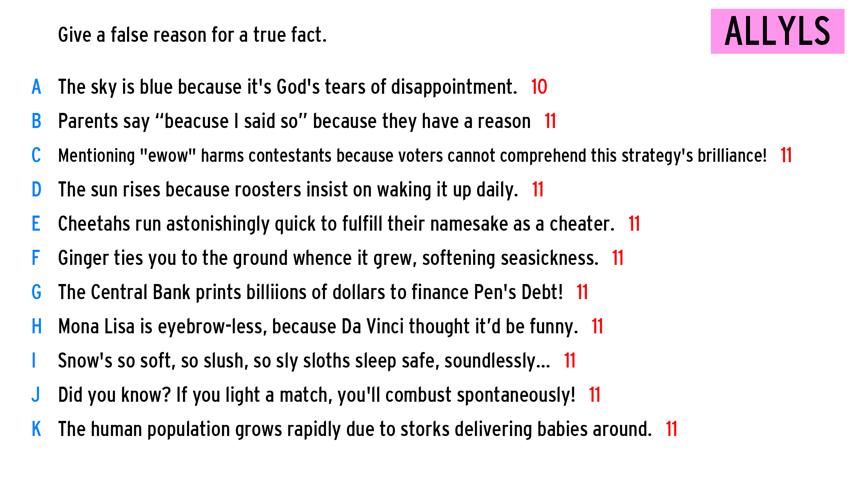 Give a false reason for a true fact.
ALLYLS
A The sky is blue because it's God's tears of disappointment. 10
B Parents say “beacuse I said so” because they have a reason 11
C Mentioning "ewow" harms contestants because voters cannot comprehend this strategy's brilliance! 11
D The sun rises because roosters insist on waking it up daily. 11
E Cheetahs run astonishingly quick to fulfill their namesake as a cheater. 11
F Ginger ties you to the ground whence it grew, softening seasickness. 11
G The Central Bank prints billiions of dollars to finance Pen's Debt! 11
H Mona Lisa is eyebrow-less, because Da Vinci thought it’d be funny. 11
I Snow's so soft, so slush, so sly sloths sleep safe, soundlessly... 11
J Did you know? If you light a match, you'll combust spontaneously! 11
K The human population grows rapidly due to storks delivering babies around. 11